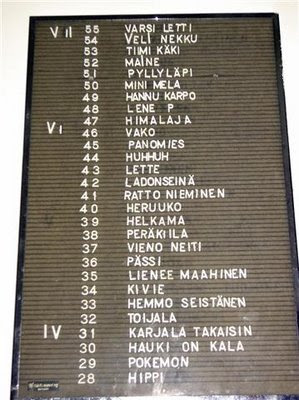 VII 55 VARSI LETTI
54 VELI NEKKU
53 TIIMI KÄKI
52 MAINE
51 PYLLYLÄPI
50 MINI MELA
49 HANNU KARPO
48 LENE P
47 HIMALAJA
VI 46 VAKO
45 PANOMIES
44 HUHHUH
43 LETTE
42 LADONSEINÄ
41 RATTO NIEMINEN
40 HERUUKO
39 HELKAMA
38 PERÄKIILA
37 VIENO NEITI
36 PÄSSI
35 LIENEE MAAHINEN
34 KIVIE
33 HEMMO SEISTÄNEN
32 TOIJALA
IV 31 KARJALA TAKAISIN
30 HAUKI ON KALA
29 POKEMON
28 HIPPI